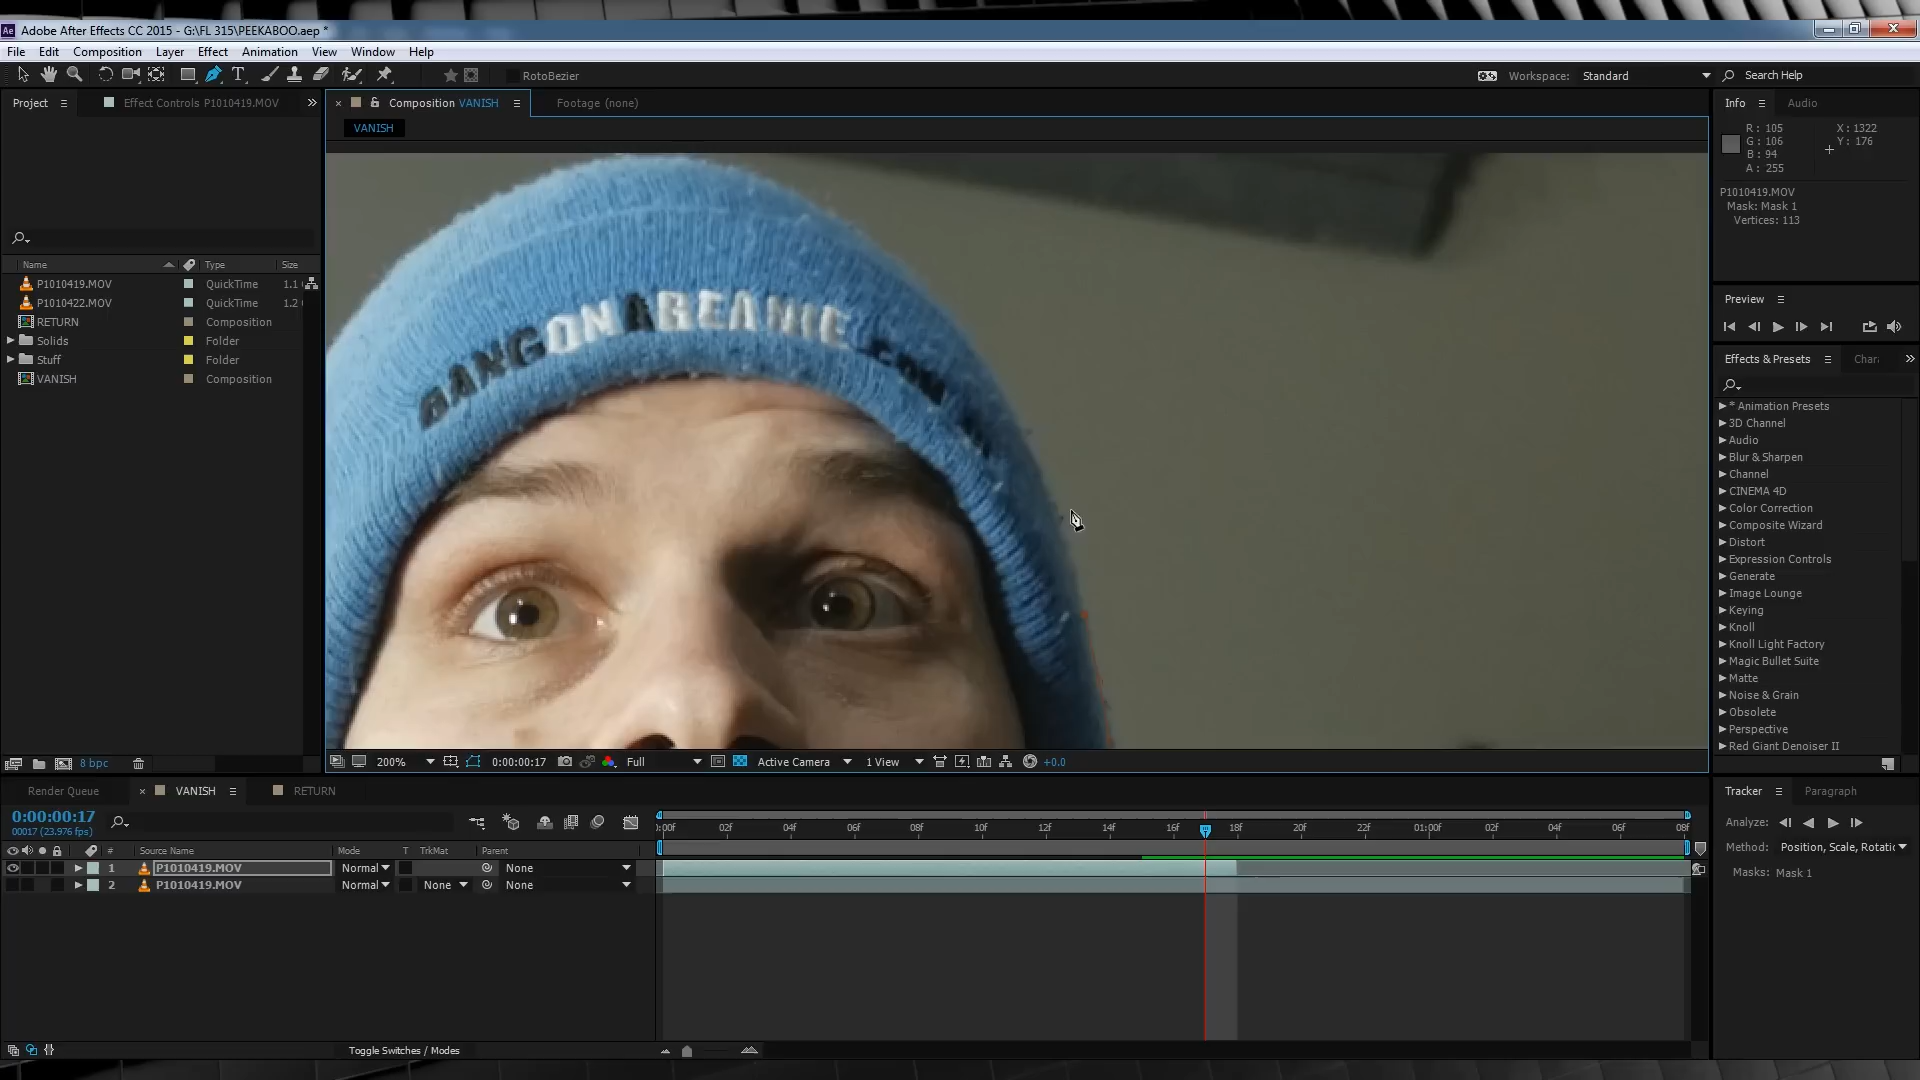 Adobe After Effects CC 2015 - G:\FL 315\PEEKABOO.aep *
File Edit Composition Layer Effect Animation View Window Help
RotoBezier
Workspace: Standard
Search Help
Project
Effect Controls P1010419.MOV
Composition VANISH
Footage (none)
VANISH
Info
Audio
R: 105
G: 106
B: 94
A: 255
X: 1322
Y: 176
P1010419.MOV
Mask: Mask 1
Vertices: 113
Name Type Size
P1010419.MOV QuickTime 1.1
P1010422.MOV QuickTime 1.2
RETURN Composition
Solids Folder
Stuff Folder
VANISH Composition
8 bpc
BANGONABEANIE.COM
Preview
Effects & Presets
Char
* Animation Presets
3D Channel
Audio
Blur & Sharpen
Channel
CINEMA 4D
Color Correction
Composite Wizard
Distort
Expression Controls
Generate
Image Lounge
Keying
Knoll
Knoll Light Factory
Magic Bullet Suite
Matte
Noise & Grain
Obsolete
Perspective
Red Giant Denoiser II
200%
0:00:00:17
Full
Active Camera
1 View
+0.0
Render Queue
VANISH
RETURN
0:00:00:17
00017 (23.976 fps)
:00f 02f 04f 06f 08f 10f 12f 14f 16f 18f 20f 22f 01:00f 02f 04f 06f 08f
# Source Name Mode T TrkMat Parent
1 P1010419.MOV Normal None
2 P1010419.MOV Normal None None
Toggle Switches / Modes
Tracker
Paragraph
Analyze:
Method: Position, Scale, Rotatic
Masks: Mask 1